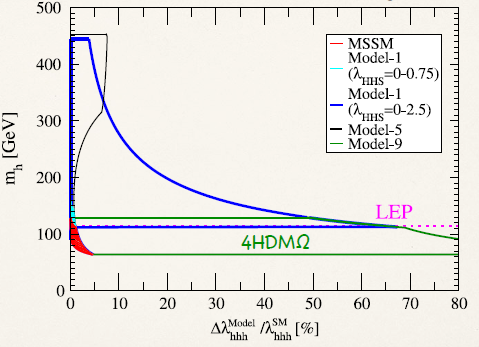 500
400
300
200
100
0
m_h [GeV]
MSSM
Model-1
(λ_HHS=0-0.75)
Model-1
(λ_HHS=0-2.5)
Model-5
Model-9
LEP
4HDMΩ
0 10 20 30 40 50 60 70 80
Δλ_hhh^Model /λ_hhh^SM [%]